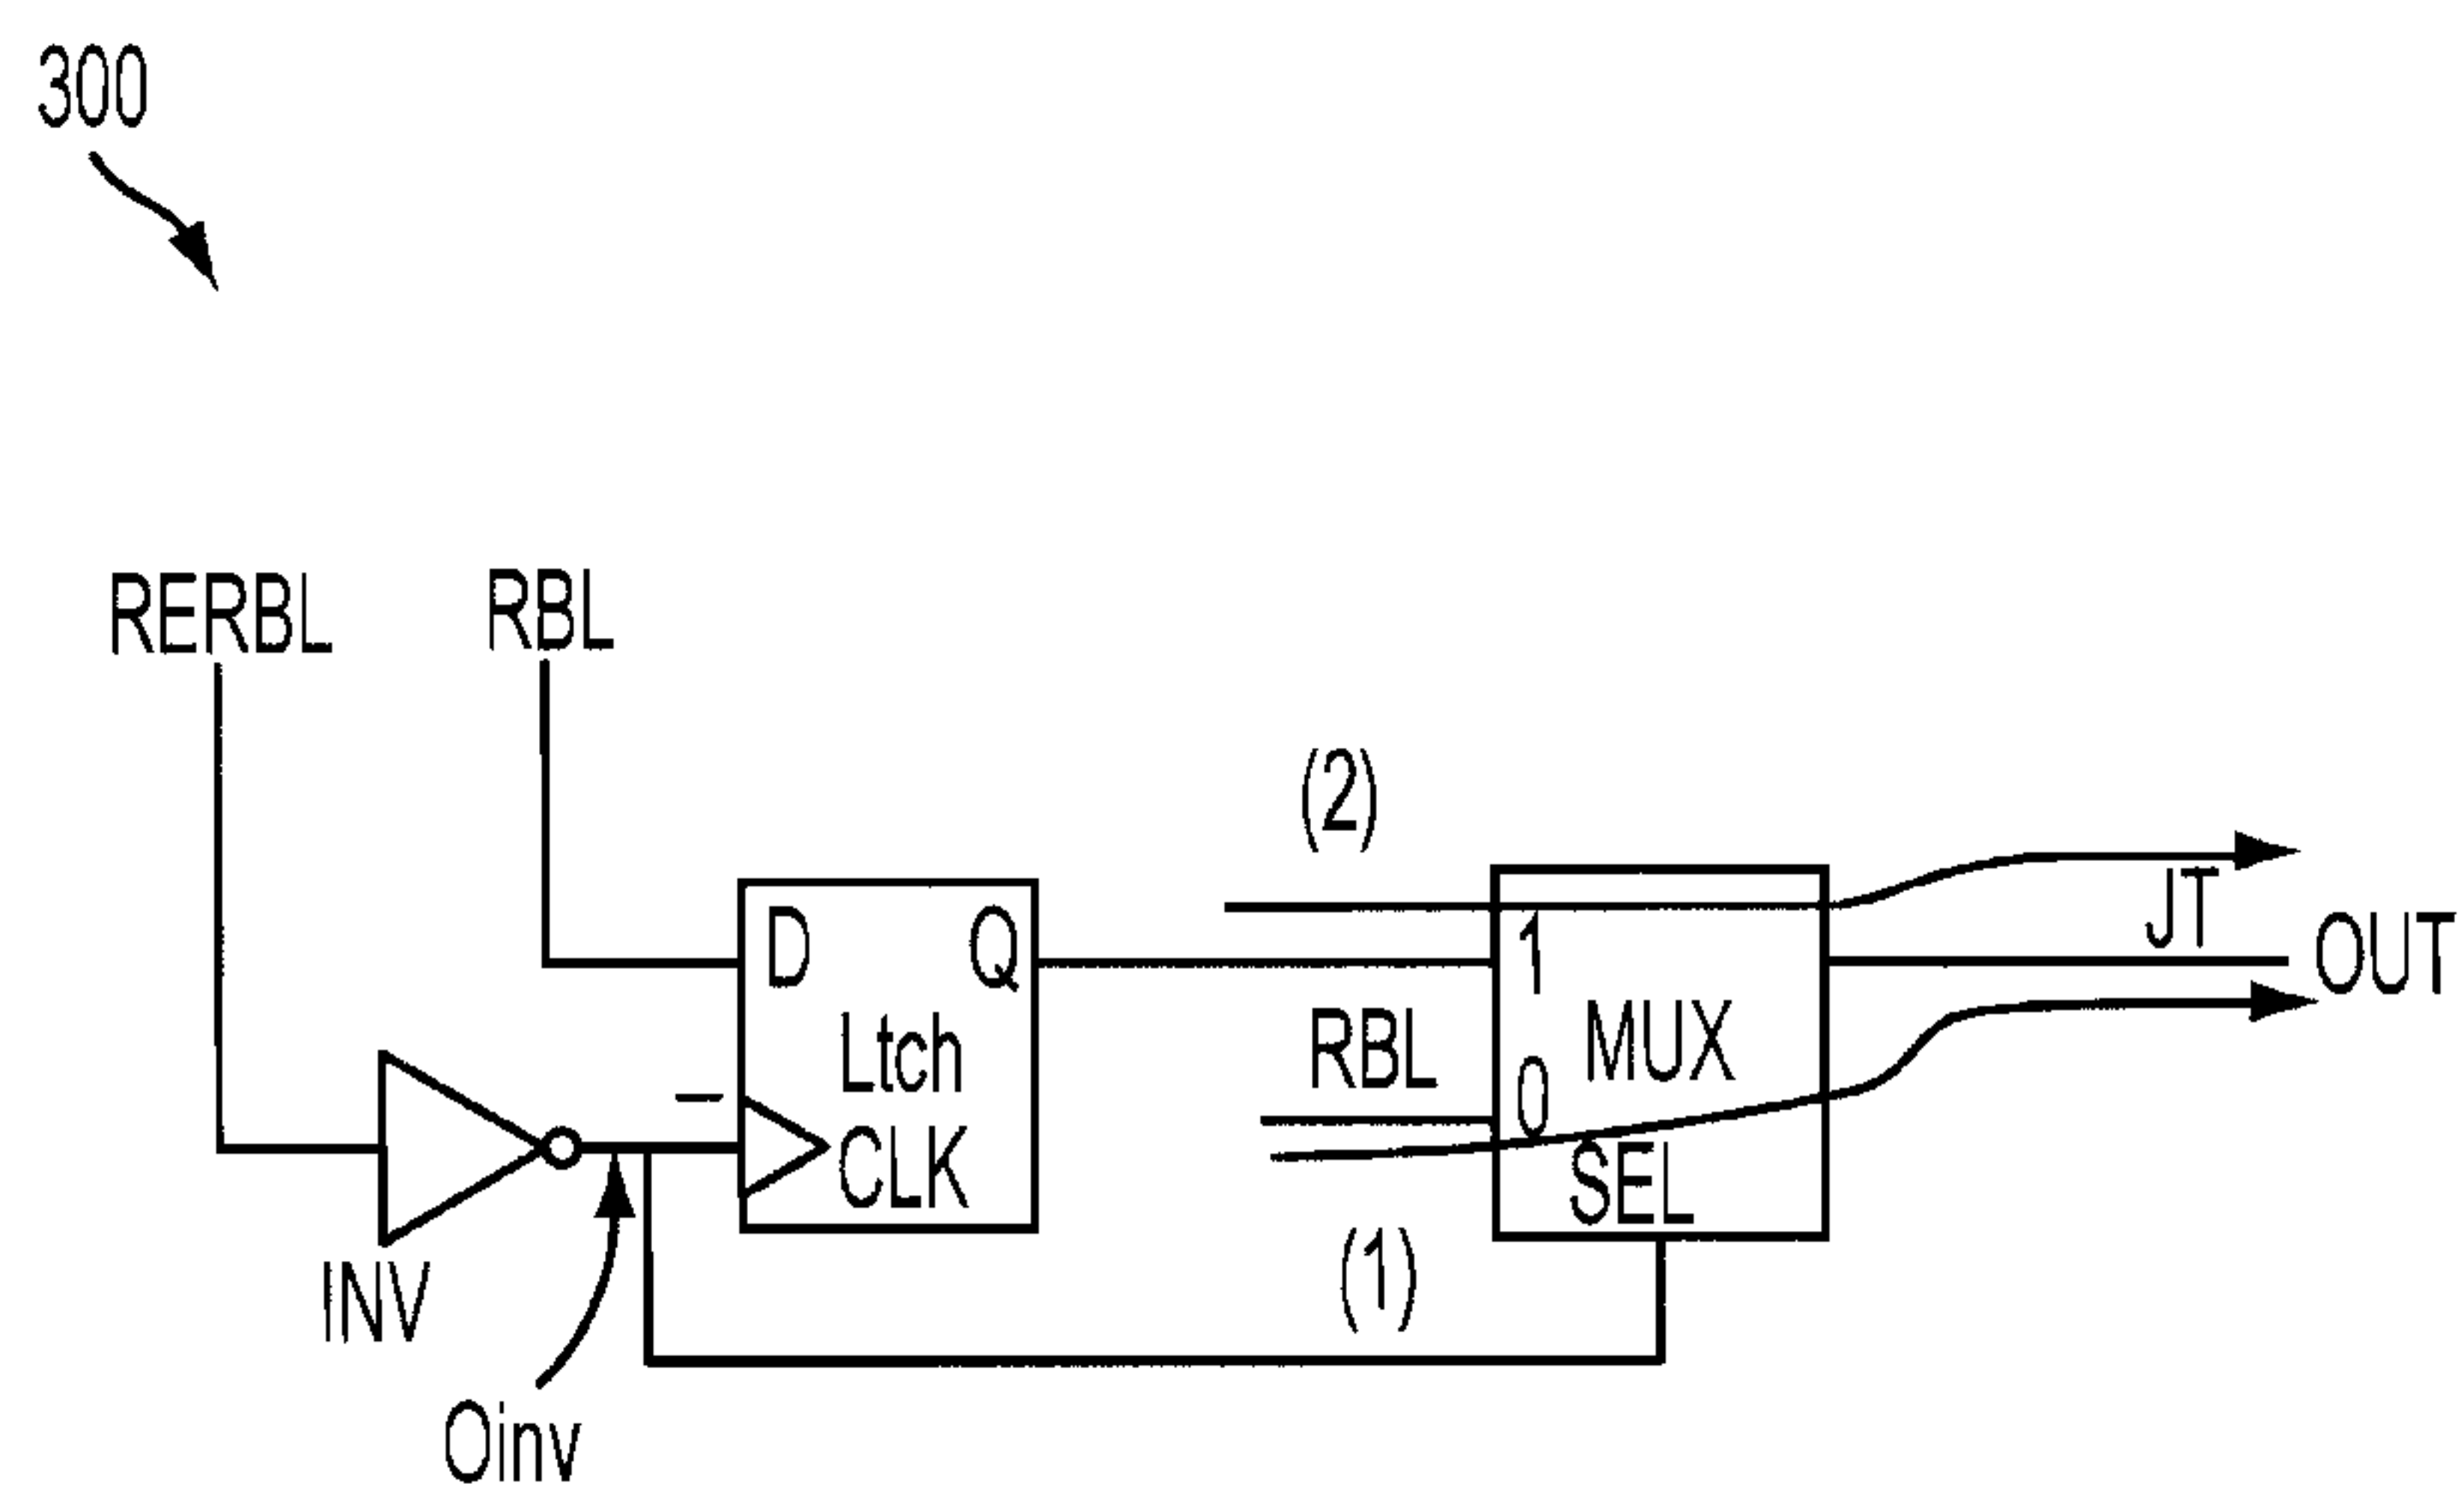 300
RERBL
RBL
(2)
JT
OUT
D
Q
1
Ltch
RBL
MUX
0
–
CLK
SEL
(1)
INV
Oinv